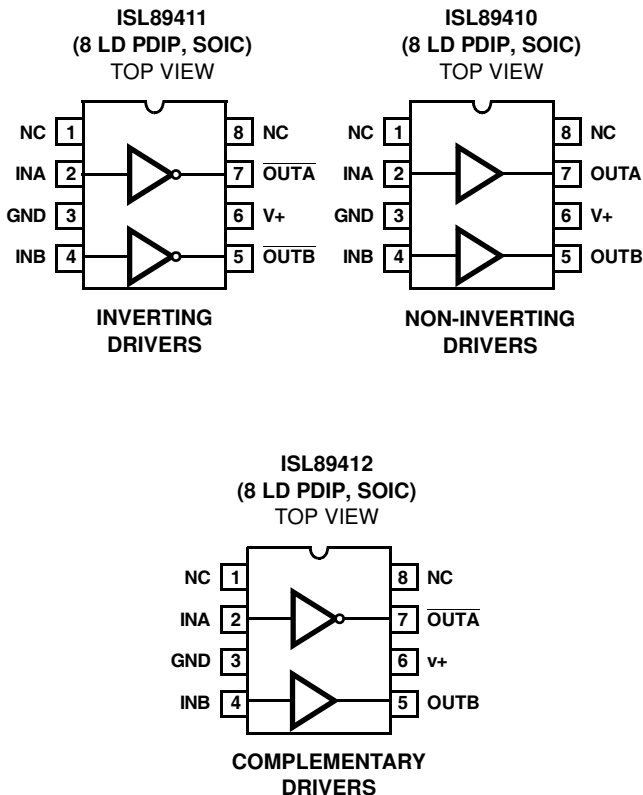 ISL89411
(8 LD PDIP, SOIC)
TOP VIEW
NC 1
8 NC
INA 2
7 OUTA
GND 3
6 V+
INB 4
5 OUTB
INVERTING
DRIVERS
ISL89410
(8 LD PDIP, SOIC)
TOP VIEW
NC 1
8 NC
INA 2
7 OUTA
GND 3
6 V+
INB 4
5 OUTB
NON-INVERTING
DRIVERS
ISL89412
(8 LD PDIP, SOIC)
TOP VIEW
NC 1
8 NC
INA 2
7 OUTA
GND 3
6 v+
INB 4
5 OUTB
COMPLEMENTARY
DRIVERS